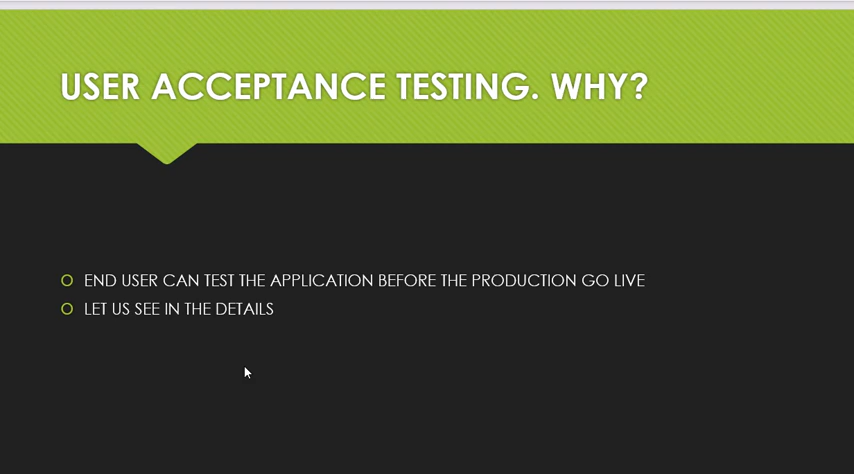 USER ACCEPTANCE TESTING. WHY?
END USER CAN TEST THE APPLICATION BEFORE THE PRODUCTION GO LIVE
LET US SEE IN THE DETAILS